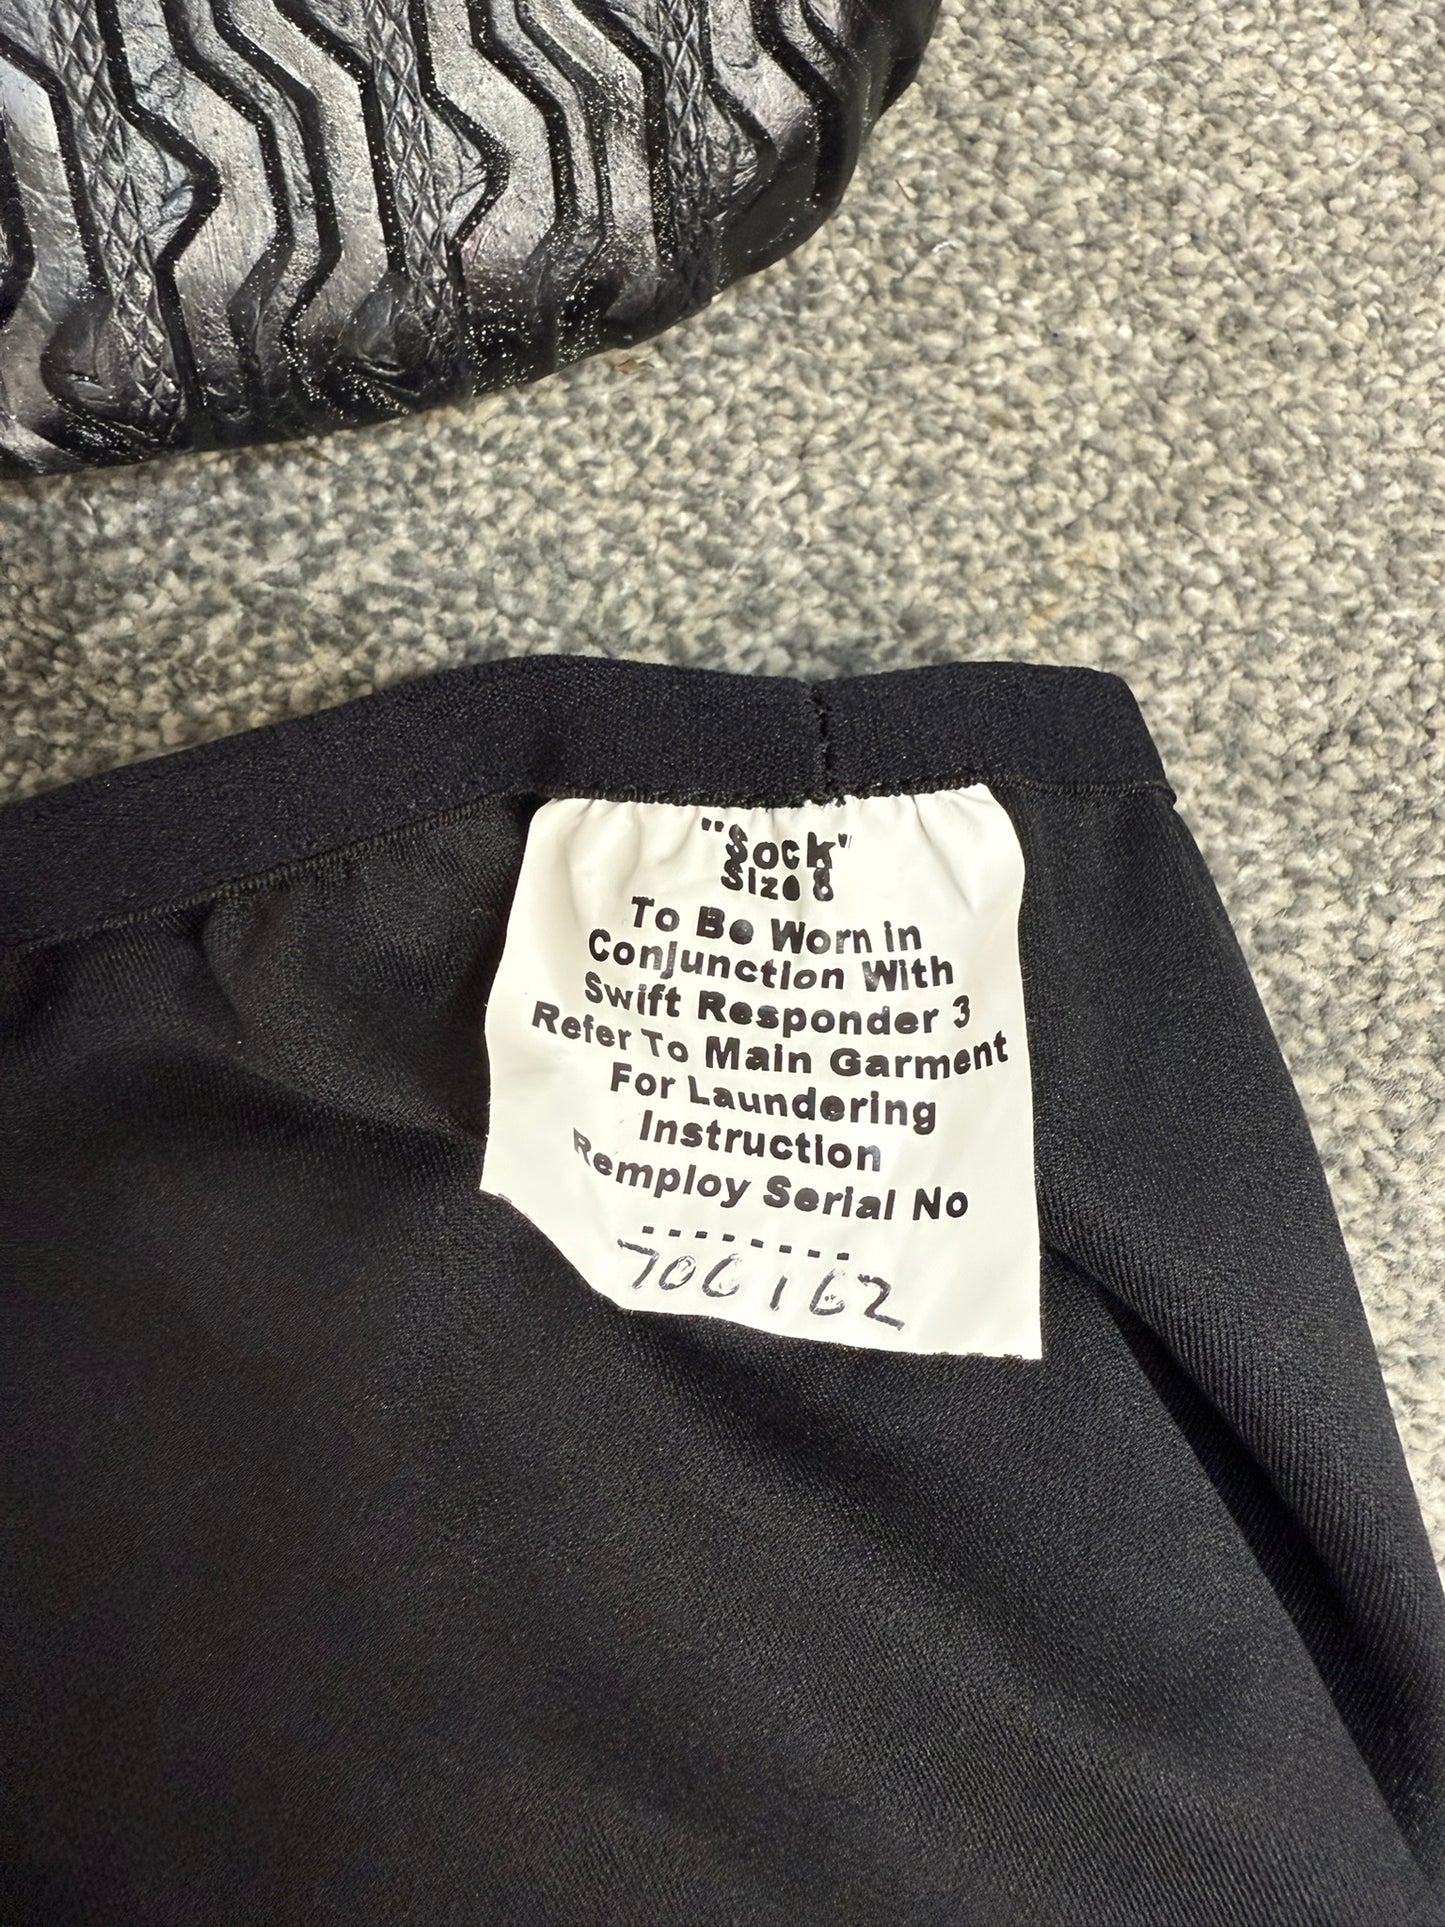 "Sock"
Size 8
To Be Worn in
Conjunction With
Swift Responder 3
Refer To Main Garment
For Laundering
Instruction
Remploy Serial No
........
700162